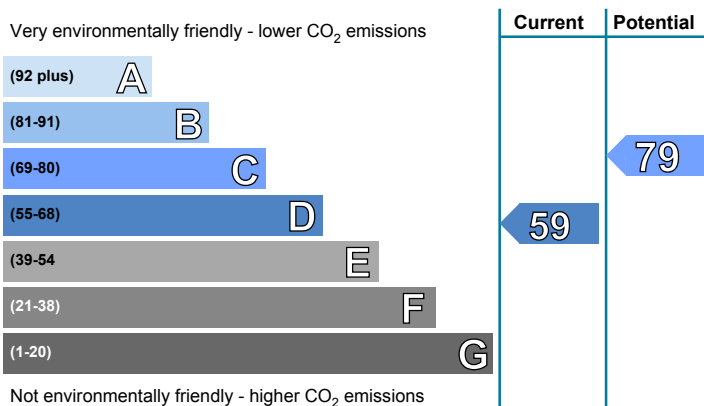 Very environmentally friendly - lower CO₂ emissions
Current
Potential
(92 plus) A
(81-91) B
(69-80) C
79
(55-68) D
59
(39-54 E
(21-38) F
(1-20) G
Not environmentally friendly - higher CO₂ emissions